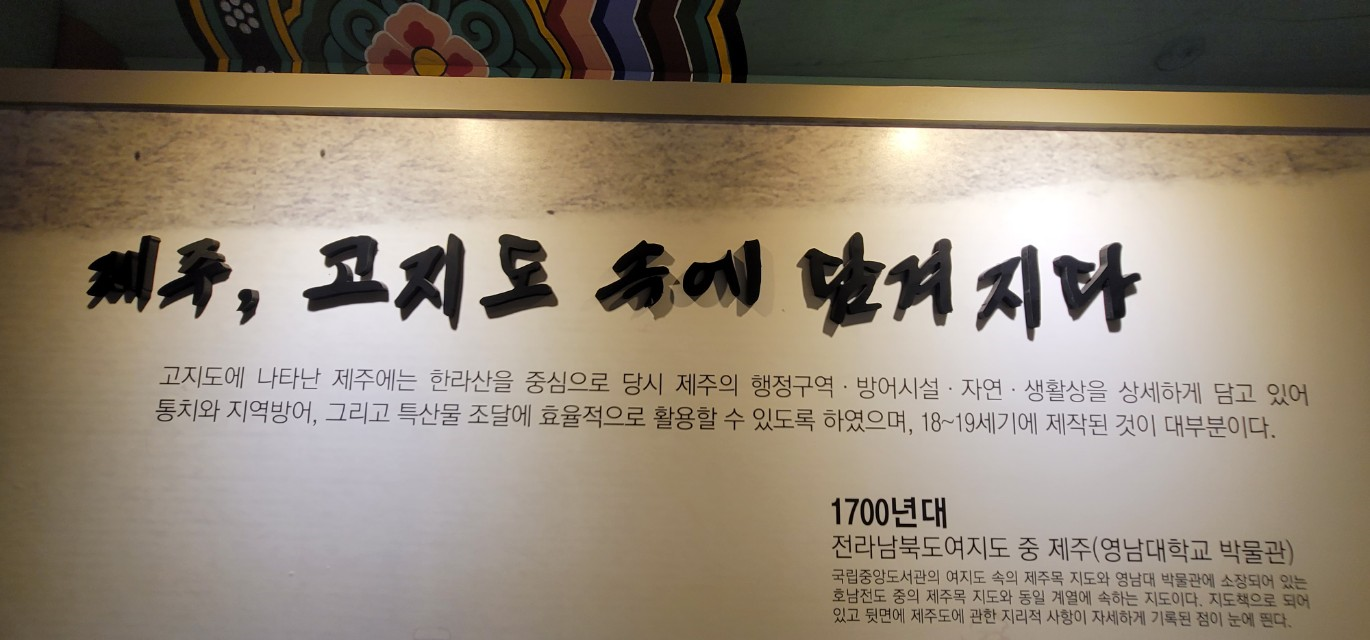 제주, 고지도 속에 담겨지다
고지도에 나타난 제주에는 한라산을 중심으로 당시 제주의 행정구역 · 방어시설 · 자연 · 생활상을 상세하게 담고 있어
통치와 지역방어, 그리고 특산물 조달에 효율적으로 활용할 수 있도록 하였으며, 18~19세기에 제작된 것이 대부분이다.
1700년대
전라남북도여지도 중 제주(영남대학교 박물관)
국립중앙도서관의 여지도 속의 제주목 지도와 영남대 박물관에 소장되어 있는
호남전도 중의 제주목 지도와 동일 계열에 속하는 지도이다. 지도책으로 되어
있고 뒷면에 제주도에 관한 지리적 사항이 자세하게 기록된 점이 눈에 띈다.